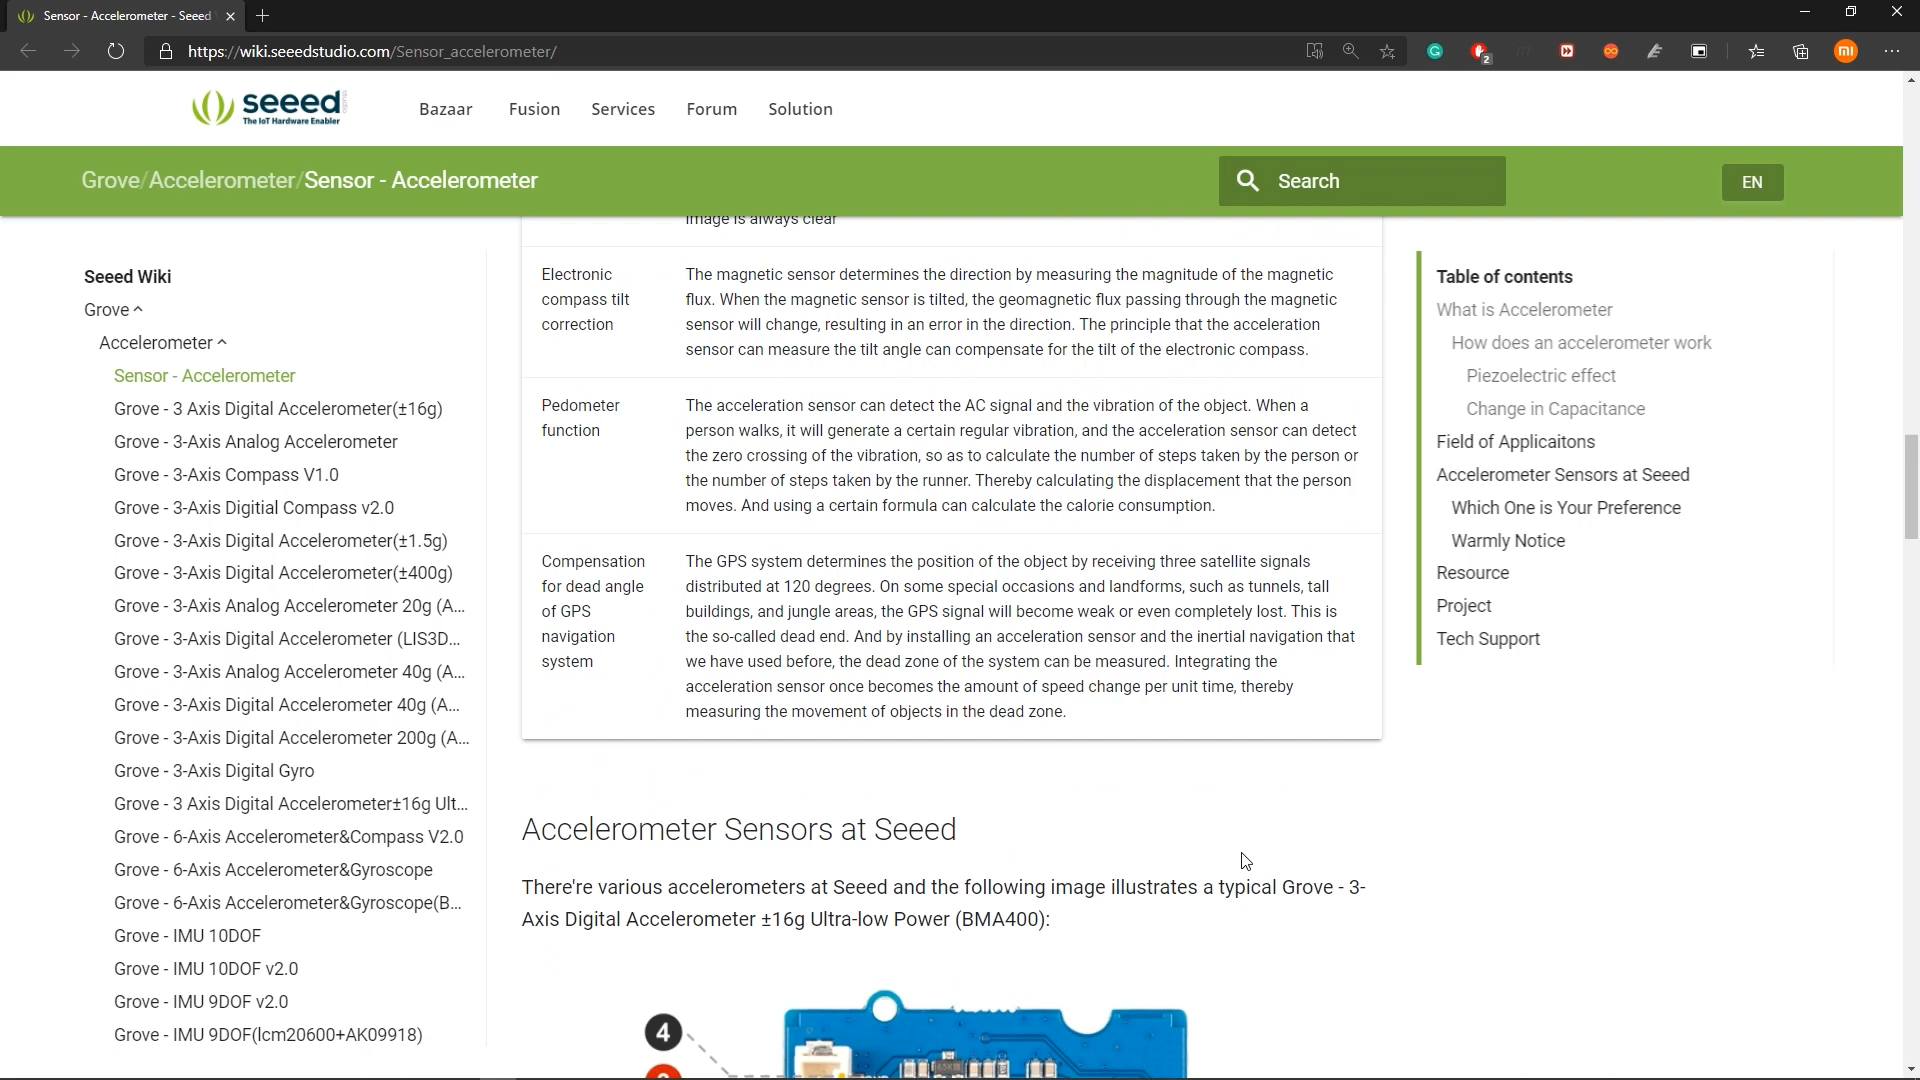 Sensor - Accelerometer - Seeed
https://wiki.seeedstudio.com/Sensor_accelerometer/
2
mi
seeed
The IoT Hardware Enabler
Bazaar
Fusion
Services
Forum
Solution
Grove/Accelerometer/Sensor - Accelerometer
Search
EN
Seeed Wiki
Grove
Accelerometer
Sensor - Accelerometer
Grove - 3 Axis Digital Accelerometer(±16g)
Grove - 3-Axis Analog Accelerometer
Grove - 3-Axis Compass V1.0
Grove - 3-Axis Digitial Compass v2.0
Grove - 3-Axis Digital Accelerometer(±1.5g)
Grove - 3-Axis Digital Accelerometer(±400g)
Grove - 3-Axis Analog Accelerometer 20g (A...
Grove - 3-Axis Digital Accelerometer (LIS3D...
Grove - 3-Axis Analog Accelerometer 40g (A...
Grove - 3-Axis Digital Accelerometer 40g (A...
Grove - 3-Axis Digital Accelerometer 200g (A...
Grove - 3-Axis Digital Gyro
Grove - 3 Axis Digital Accelerometer±16g Ult...
Grove - 6-Axis Accelerometer&Compass V2.0
Grove - 6-Axis Accelerometer&Gyroscope
Grove - 6-Axis Accelerometer&Gyroscope(B...
Grove - IMU 10DOF
Grove - IMU 10DOF v2.0
Grove - IMU 9DOF v2.0
Grove - IMU 9DOF(lcm20600+AK09918)
image is always clear
Electronic
compass tilt
correction
The magnetic sensor determines the direction by measuring the magnitude of the magnetic
flux. When the magnetic sensor is tilted, the geomagnetic flux passing through the magnetic
sensor will change, resulting in an error in the direction. The principle that the acceleration
sensor can measure the tilt angle can compensate for the tilt of the electronic compass.
Pedometer
function
The acceleration sensor can detect the AC signal and the vibration of the object. When a
person walks, it will generate a certain regular vibration, and the acceleration sensor can detect
the zero crossing of the vibration, so as to calculate the number of steps taken by the person or
the number of steps taken by the runner. Thereby calculating the displacement that the person
moves. And using a certain formula can calculate the calorie consumption.
Compensation
for dead angle
of GPS
navigation
system
The GPS system determines the position of the object by receiving three satellite signals
distributed at 120 degrees. On some special occasions and landforms, such as tunnels, tall
buildings, and jungle areas, the GPS signal will become weak or even completely lost. This is
the so-called dead end. And by installing an acceleration sensor and the inertial navigation that
we have used before, the dead zone of the system can be measured. Integrating the
acceleration sensor once becomes the amount of speed change per unit time, thereby
measuring the movement of objects in the dead zone.
Accelerometer Sensors at Seeed
There're various accelerometers at Seeed and the following image illustrates a typical Grove - 3-
Axis Digital Accelerometer ±16g Ultra-low Power (BMA400):
4
Table of contents
What is Accelerometer
How does an accelerometer work
Piezoelectric effect
Change in Capacitance
Field of Applicaitons
Accelerometer Sensors at Seeed
Which One is Your Preference
Warmly Notice
Resource
Project
Tech Support